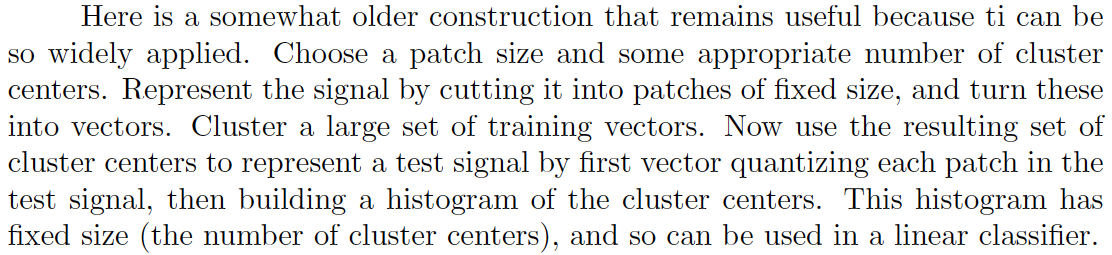 Here is a somewhat older construction that remains useful because ti can be
so widely applied. Choose a patch size and some appropriate number of cluster
centers. Represent the signal by cutting it into patches of fixed size, and turn these
into vectors. Cluster a large set of training vectors. Now use the resulting set of
cluster centers to represent a test signal by first vector quantizing each patch in the
test signal, then building a histogram of the cluster centers. This histogram has
fixed size (the number of cluster centers), and so can be used in a linear classifier.